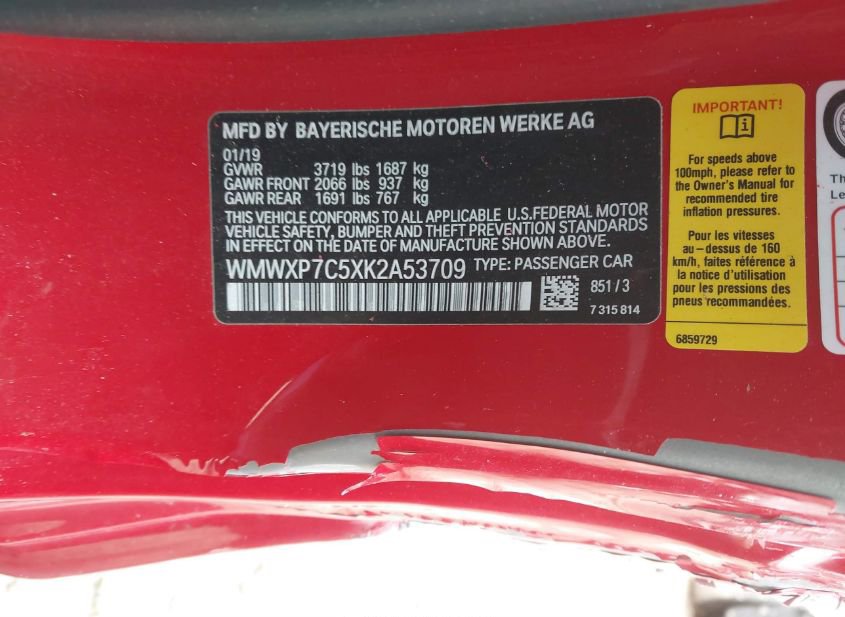 MFD BY BAYERISCHE MOTOREN WERKE AG
01/19
GVWR 3719 lbs 1687 kg
GAWR FRONT 2066 lbs 937 kg
GAWR REAR 1691 lbs 767 kg
THIS VEHICLE CONFORMS TO ALL APPLICABLE U.S.FEDERAL MOTOR
VEHICLE SAFETY, BUMPER AND THEFT PREVENTION STANDARDS
IN EFFECT ON THE DATE OF MANUFACTURE SHOWN ABOVE.
WMWXP7C5XK2A53709 TYPE: PASSENGER CAR
851/3
7 315 814
IMPORTANT!
For speeds above
100mph, please refer to
the Owner's Manual for
recommended tire
inflation pressures.
Pour les vitesses
au-dessus de 160
km/h, faites référence à
la notice d'utilisation
pour les pressions des
pneus recommandées.
6859729
Th
Le